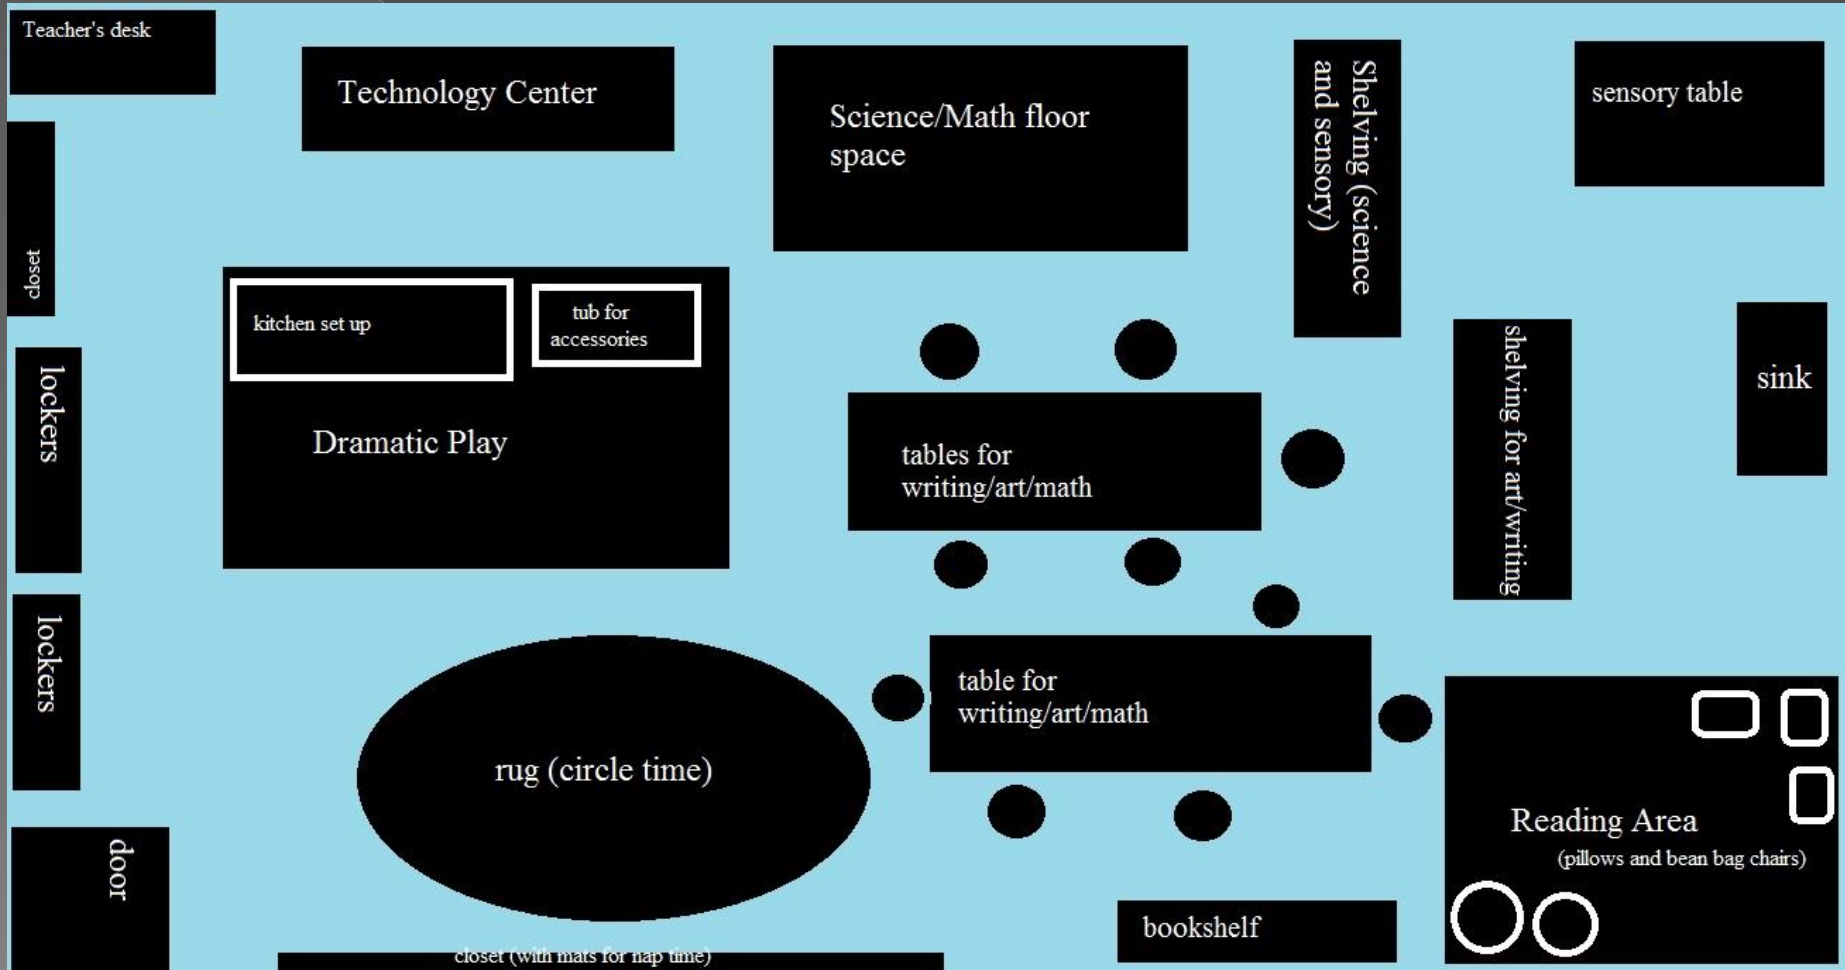 Teacher's desk
Technology Center
Science/Math floor
space
Shelving (science
and sensory)
sensory table
closet
kitchen set up
tub for
accessories
Dramatic Play
lockers
tables for
writing/art/math
shelving for art/writing
sink
lockers
table for
writing/art/math
rug (circle time)
Reading Area
(pillows and bean bag chairs)
door
bookshelf
closet (with mats for nap time)